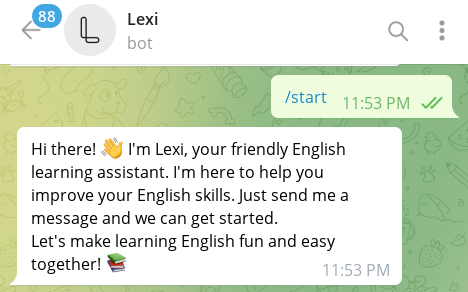 88
Lexi
bot
/start
11:53 PM
Hi there! 👋 I'm Lexi, your friendly English
learning assistant. I'm here to help you
improve your English skills. Just send me a
message and we can get started.
Let's make learning English fun and easy
together! 📚
11:53 PM